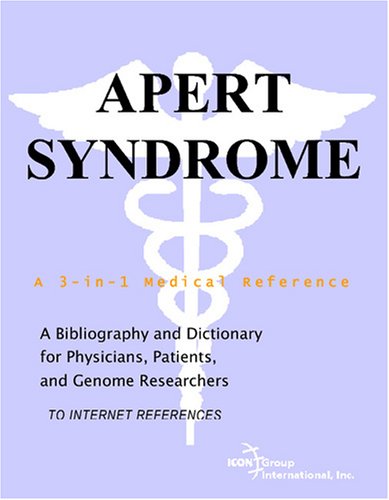 APERT
SYNDROME
A 3-in-1 Medical Reference
A Bibliography and Dictionary
for Physicians, Patients,
and Genome Researchers
TO INTERNET REFERENCES
ICON Group
International, Inc.